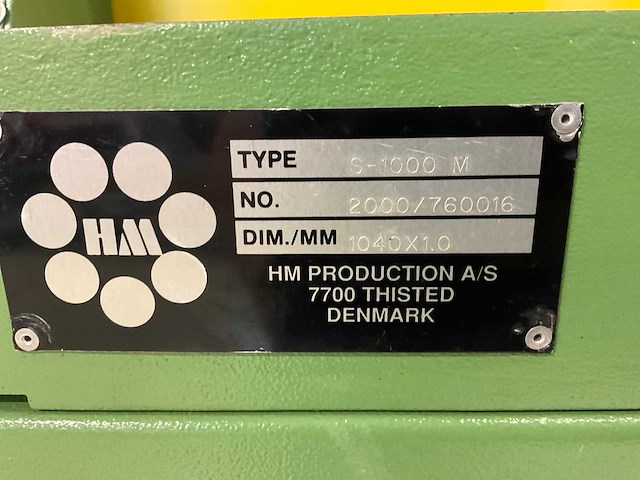 HM
TYPE S-1000 M
NO. 2000/760016
DIM./MM 1040X1.0
HM PRODUCTION A/S
7700 THISTED
DENMARK